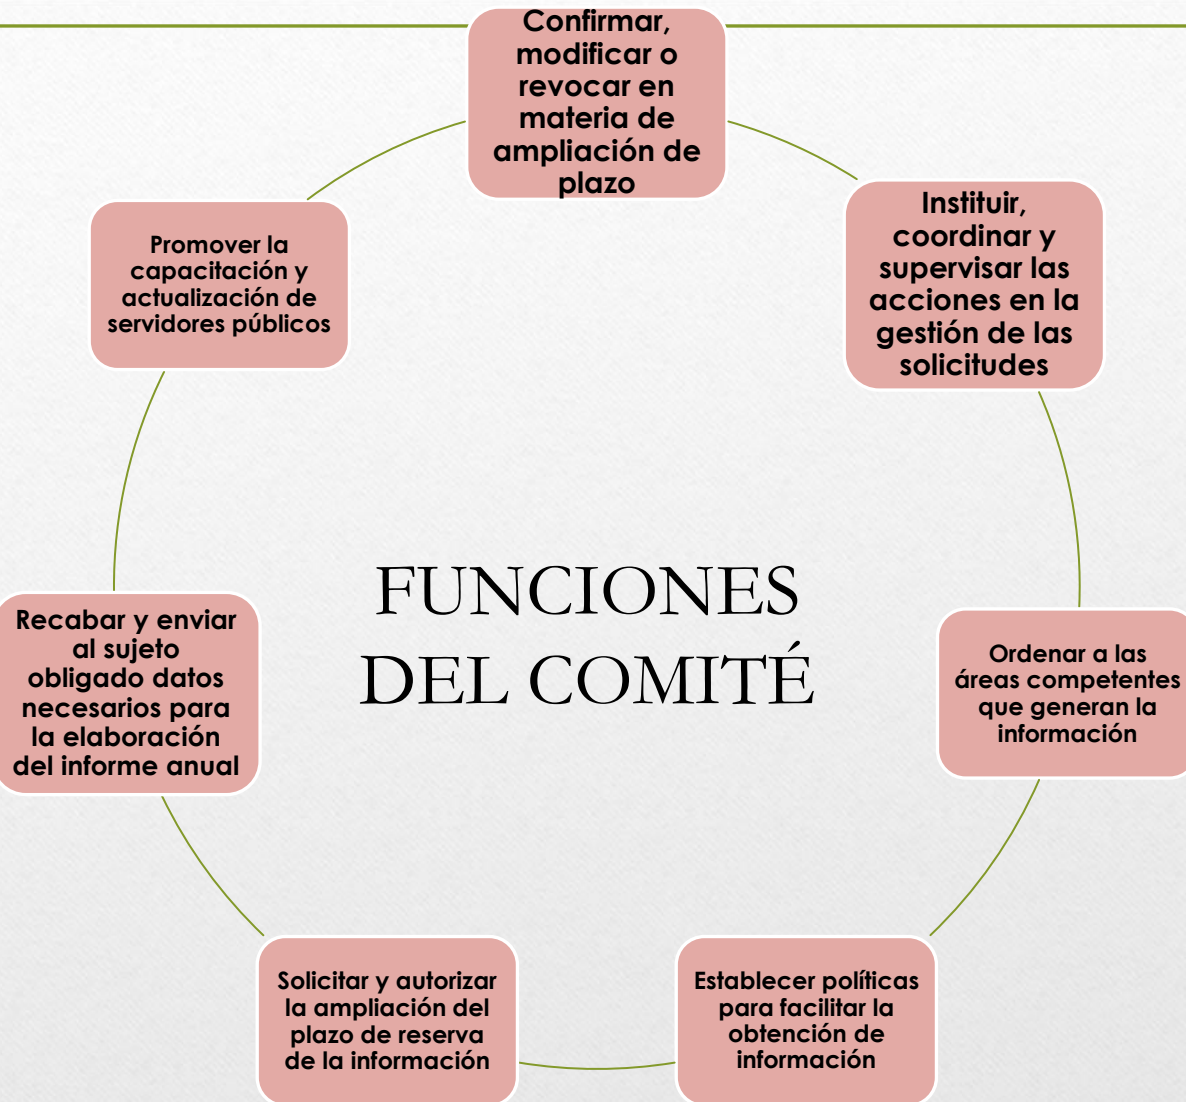 Confirmar,
modificar o
revocar en
materia de
ampliación de
plazo
Instituir,
coordinar y
supervisar las
acciones en la
gestión de las
solicitudes
Ordenar a las
áreas competentes
que generan la
información
Establecer políticas
para facilitar la
obtención de
información
Solicitar y autorizar
la ampliación del
plazo de reserva
de la información
Recabar y enviar
al sujeto
obligado datos
necesarios para
la elaboración
del informe anual
Promover la
capacitación y
actualización de
servidores públicos
FUNCIONES
DEL COMITÉ